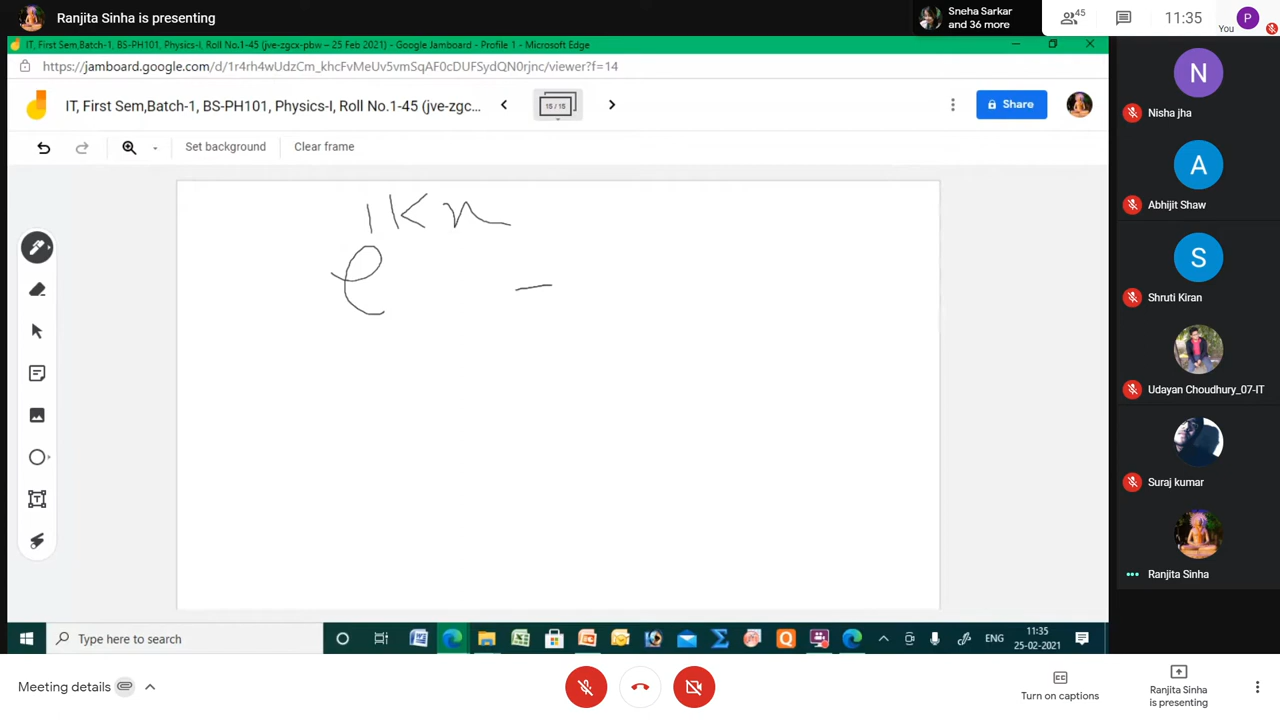 Ranjita Sinha is presenting
Sneha Sarkar
and 36 more
45
11:35
P
You
IT, First Sem,Batch-1, BS-PH101, Physics-I, Roll No.1-45 (jve-zgcx-pbw – 25 Feb 2021) - Google Jamboard - Profile 1 - Microsoft Edge
https://jamboard.google.com/d/1r4rh4wUdzCm_khcFvMeUv5vmSqAF0cDUFSydQN0rjnc/viewer?f=14
IT, First Sem,Batch-1, BS-PH101, Physics-I, Roll No.1-45 (jve-zgc...
15 / 15
Share
Set background
Clear frame
iKx
e –
N
Nisha jha
A
Abhijit Shaw
S
Shruti Kiran
Udayan Choudhury_07-IT
Suraj kumar
Ranjita Sinha
Type here to search
ENG
11:35
25-02-2021
Meeting details
Turn on captions
Ranjita Sinha
is presenting